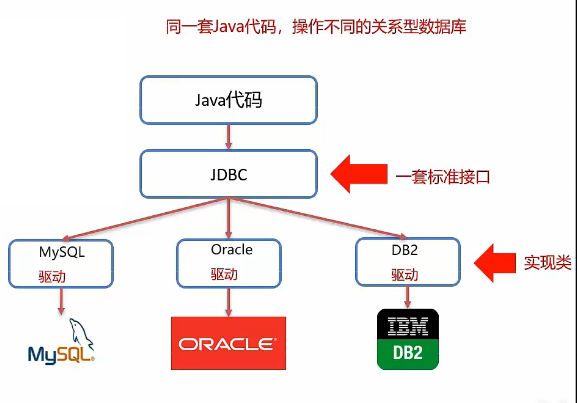 同一套Java代码，操作不同的关系型数据库
Java代码
JDBC
一套标准接口
MySQL
驱动
Oracle
驱动
DB2
驱动
实现类
MySQL®
ORACLE®
IBM
DB2